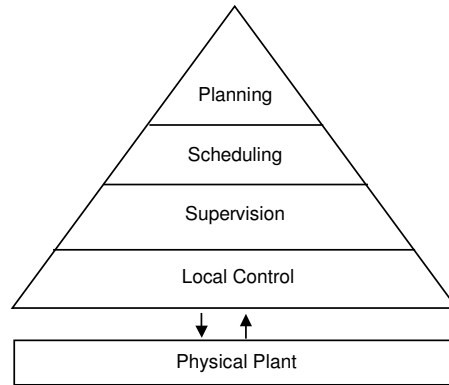 Planning
Scheduling
Supervision
Local Control
Physical Plant